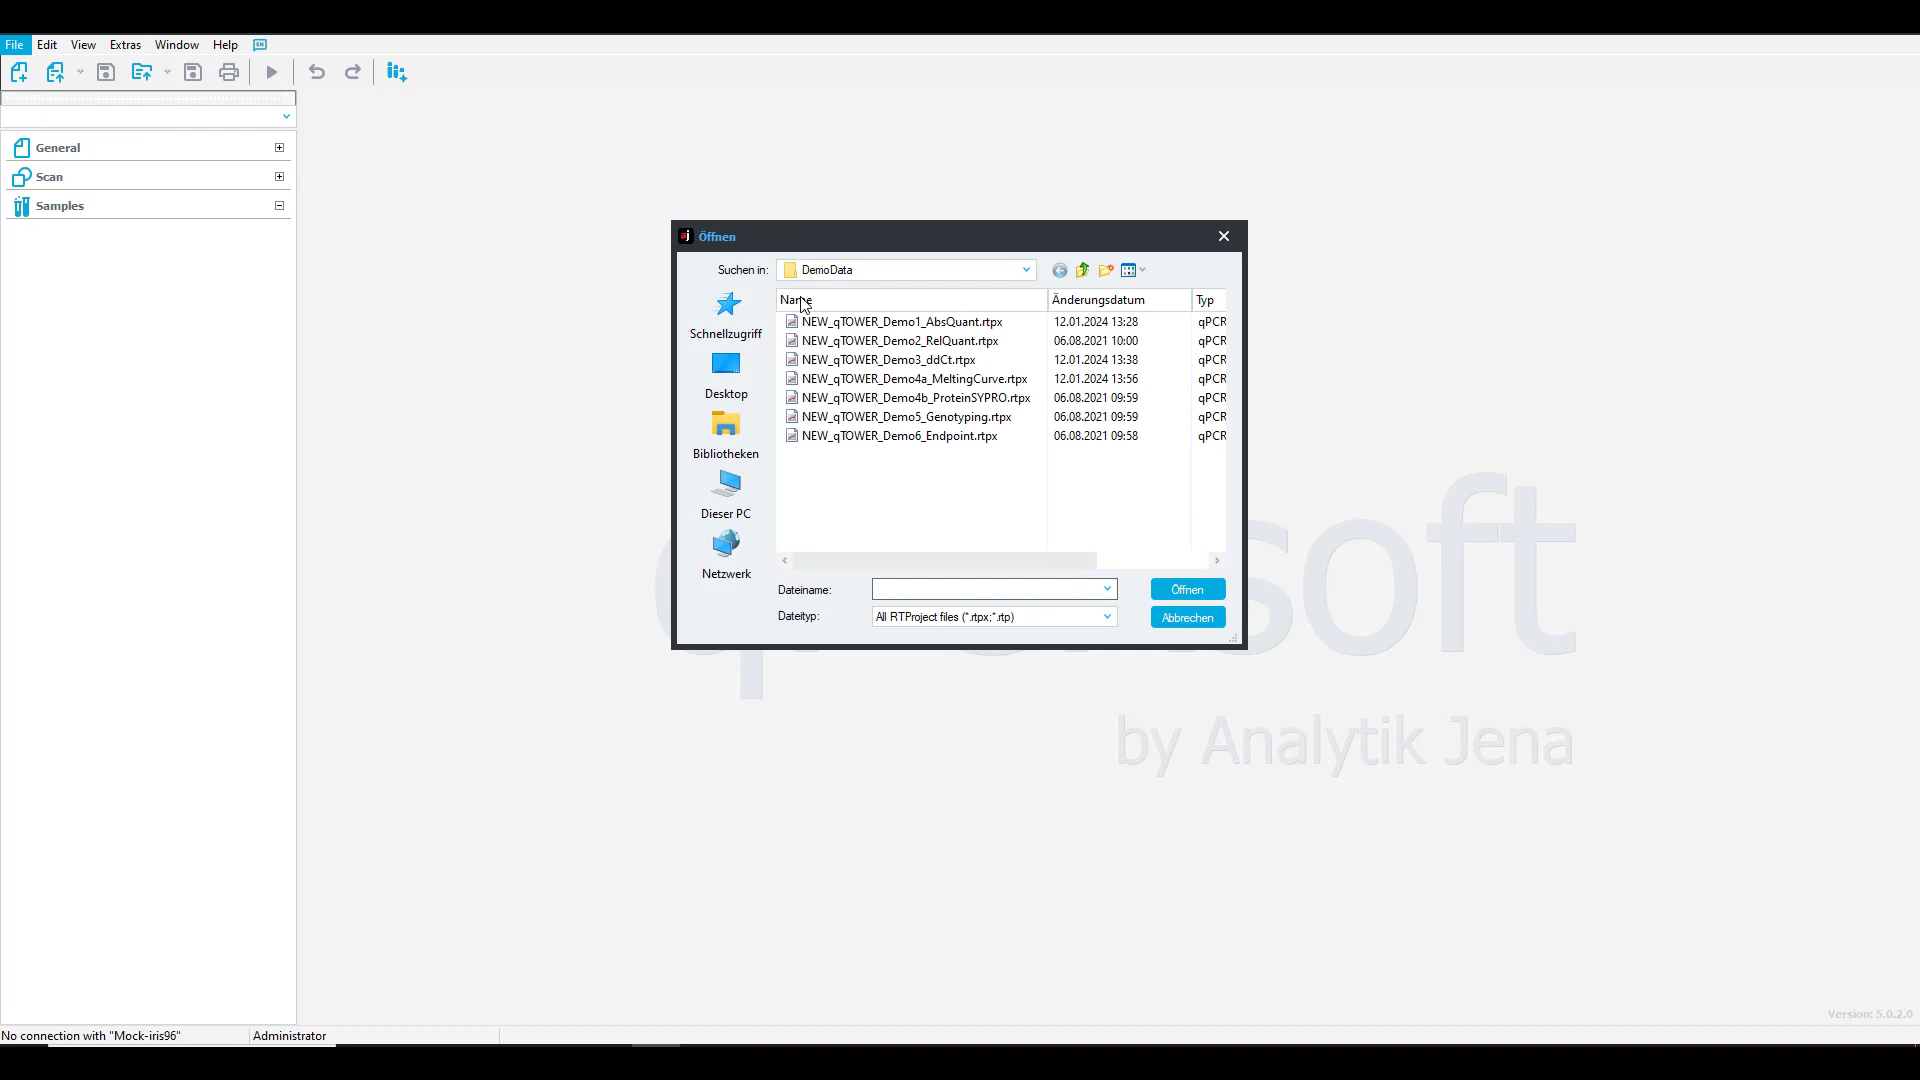 File Edit View Extras Window Help EN
General
Scan
Samples
aj Öffnen
Suchen in: DemoData
Name Änderungsdatum Typ
NEW_qTOWER_Demo1_AbsQuant.rtpx 12.01.2024 13:28 qPCR
NEW_qTOWER_Demo2_RelQuant.rtpx 06.08.2021 10:00 qPCR
NEW_qTOWER_Demo3_ddCt.rtpx 12.01.2024 13:38 qPCR
NEW_qTOWER_Demo4a_MeltingCurve.rtpx 12.01.2024 13:56 qPCR
NEW_qTOWER_Demo4b_ProteinSYPRO.rtpx 06.08.2021 09:59 qPCR
NEW_qTOWER_Demo5_Genotyping.rtpx 06.08.2021 09:59 qPCR
NEW_qTOWER_Demo6_Endpoint.rtpx 06.08.2021 09:58 qPCR
Schnellzugriff
Desktop
Bibliotheken
Dieser PC
Netzwerk
Dateiname: Öffnen
Dateityp: All RTProject files (*.rtpx;*.rtp) Abbrechen
soft
by Analytik Jena
Version: 5.0.2.0
No connection with "Mock-iris96" Administrator